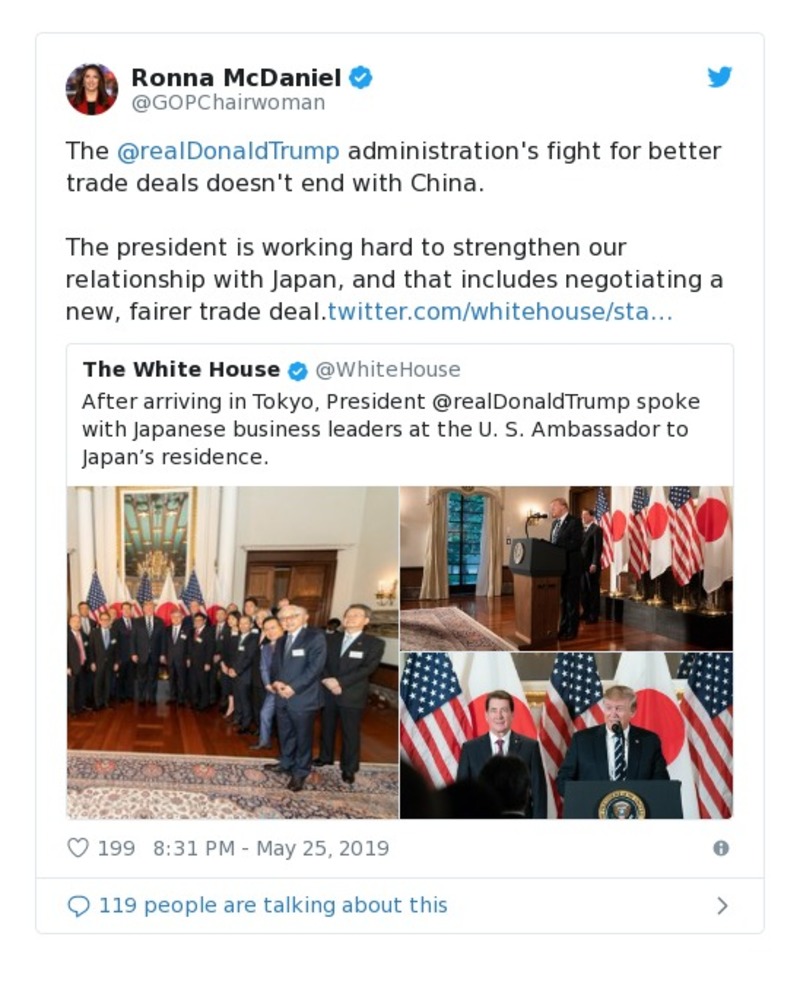 Ronna McDaniel
@GOPChairwoman
The @realDonaldTrump administration's fight for better
trade deals doesn't end with China.
The president is working hard to strengthen our
relationship with Japan, and that includes negotiating a
new, fairer trade deal.twitter.com/whitehouse/sta…
The White House @WhiteHouse
After arriving in Tokyo, President @realDonaldTrump spoke
with Japanese business leaders at the U. S. Ambassador to
Japan’s residence.
199 8:31 PM - May 25, 2019
119 people are talking about this